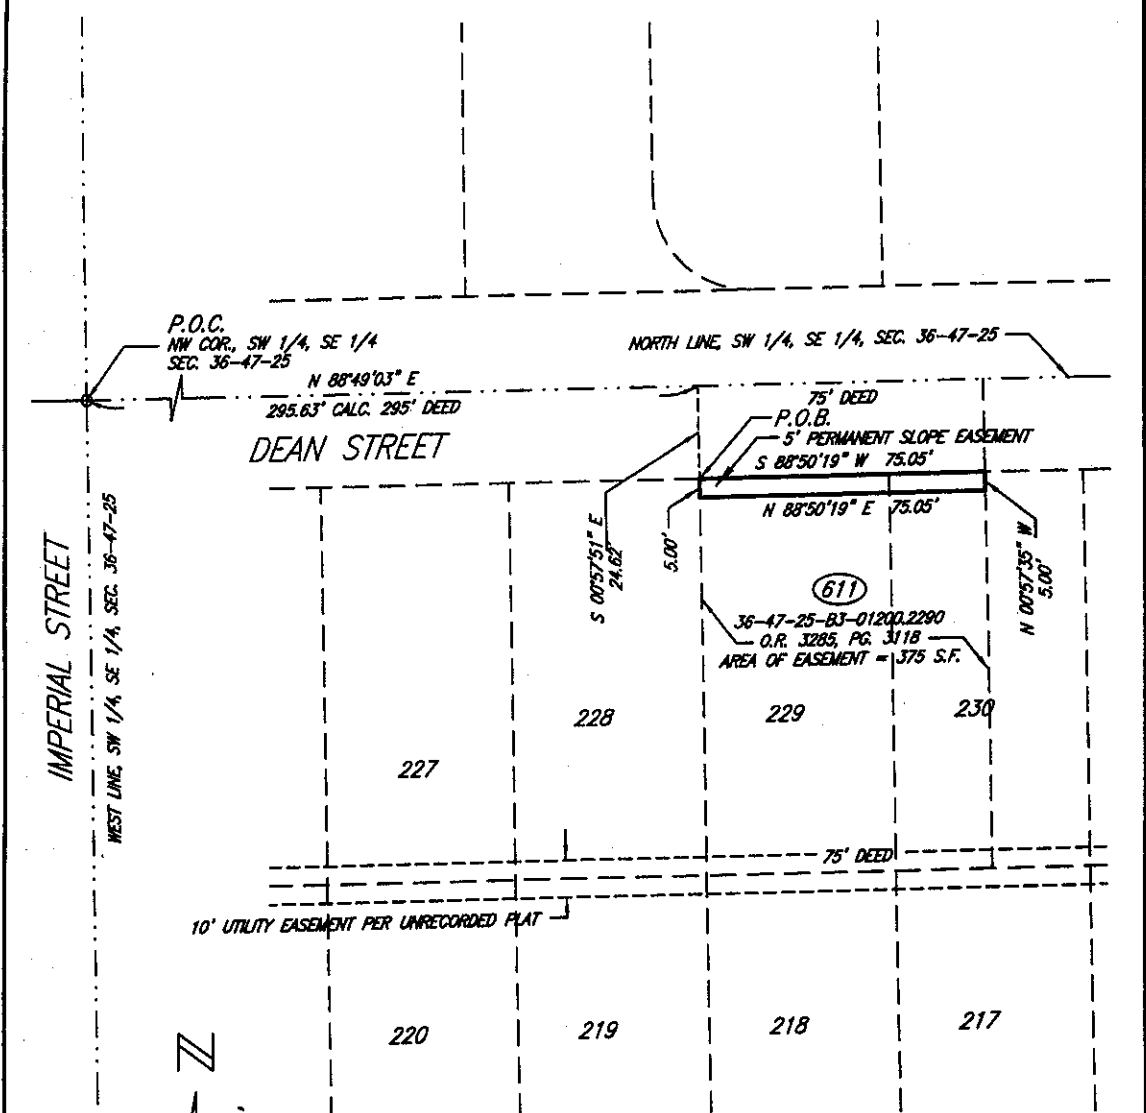 P.O.C.
NW COR., SW 1/4, SE 1/4
SEC. 36-47-25
NORTH LINE, SW 1/4, SE 1/4, SEC. 36-47-25
N 88°49'03" E
295.63' CALC. 295' DEED
75' DEED
P.O.B.
5' PERMANENT SLOPE EASEMENT
DEAN STREET
S 88°50'19" W 75.05'
N 88°50'19" E 75.05'
S 00°57'51" E
24.62'
5.00'
N 00°57'35" W
5.00'
IMPERIAL STREET
WEST LINE, SW 1/4, SE 1/4, SEC. 36-47-25
611
36-47-25-B3-01200.2290
O.R. 3285, PG. 3118
AREA OF EASEMENT = 375 S.F.
227
228
229
230
75' DEED
10' UTILITY EASEMENT PER UNRECORDED PLAT
220
219
218
217
N